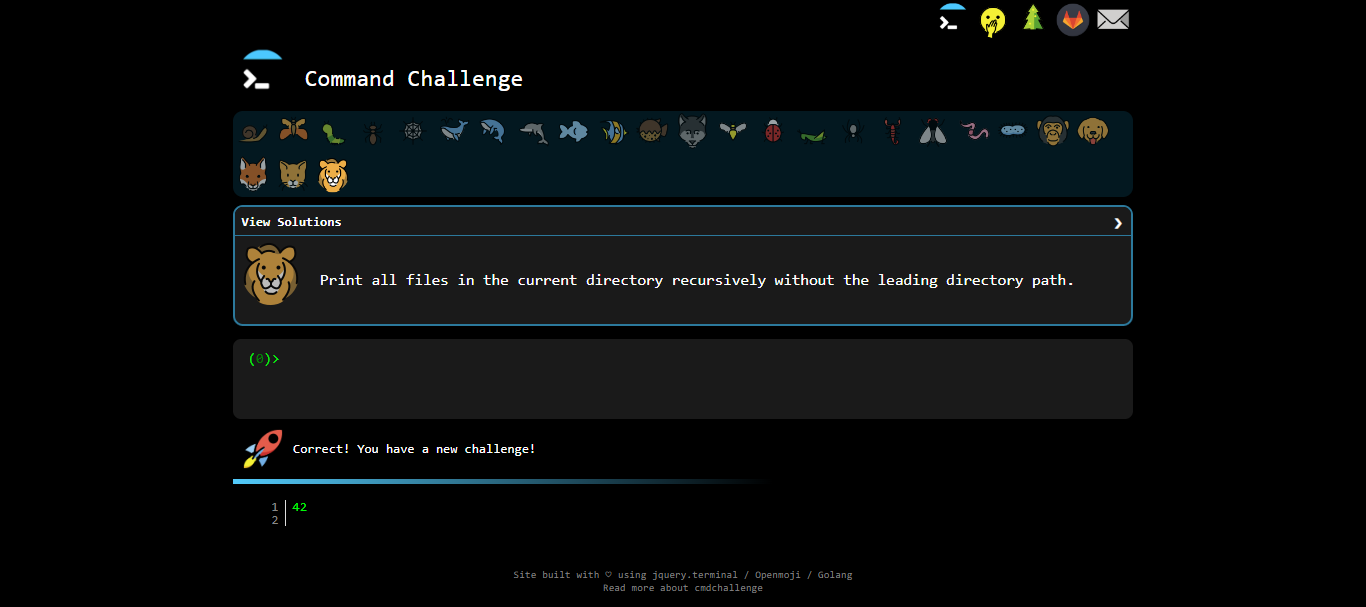 Command Challenge
View Solutions
Print all files in the current directory recursively without the leading directory path.
(0)>
Correct! You have a new challenge!
1 42
2
Site built with ♡ using jquery.terminal / Openmoji / Golang
Read more about cmdchallenge